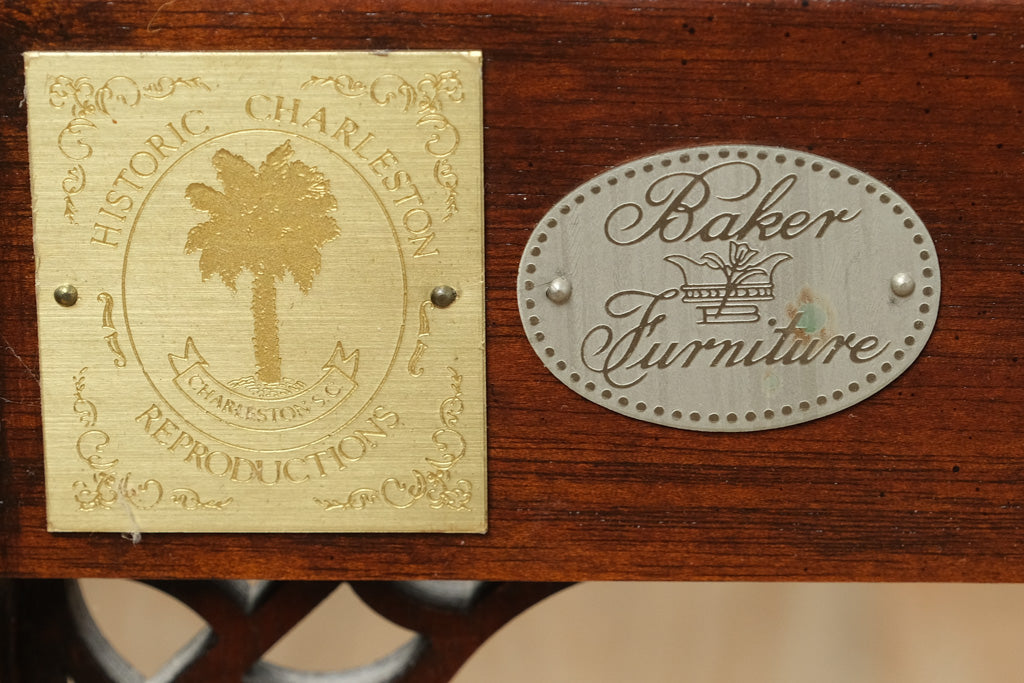 HISTORIC CHARLESTON
CHARLESTON, S.C.
REPRODUCTIONS
Baker
B
Furniture